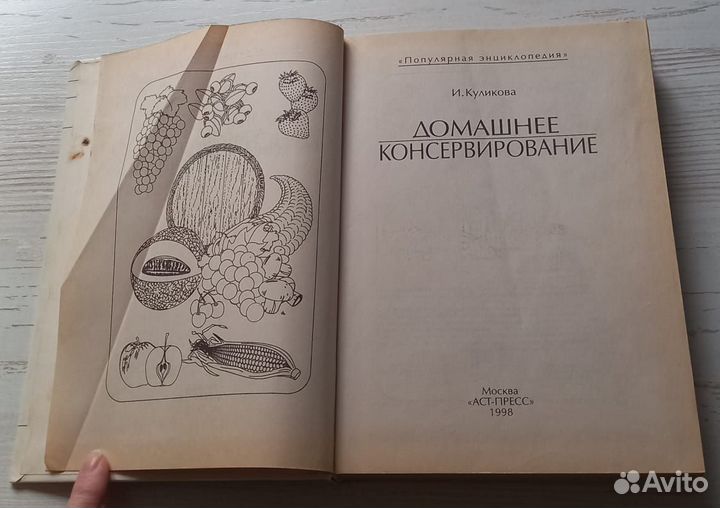 «Популярная энциклопедия»
И. Куликова
ДОМАШНЕЕ
КОНСЕРВИРОВАНИЕ
Москва
«АСТ-ПРЕСС»
1998
Avito